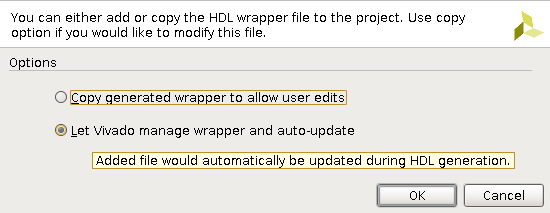 You can either add or copy the HDL wrapper file to the project. Use copy
option if you would like to modify this file.
Options
Copy generated wrapper to allow user edits
Let Vivado manage wrapper and auto-update
Added file would automatically be updated during HDL generation.
OK
Cancel